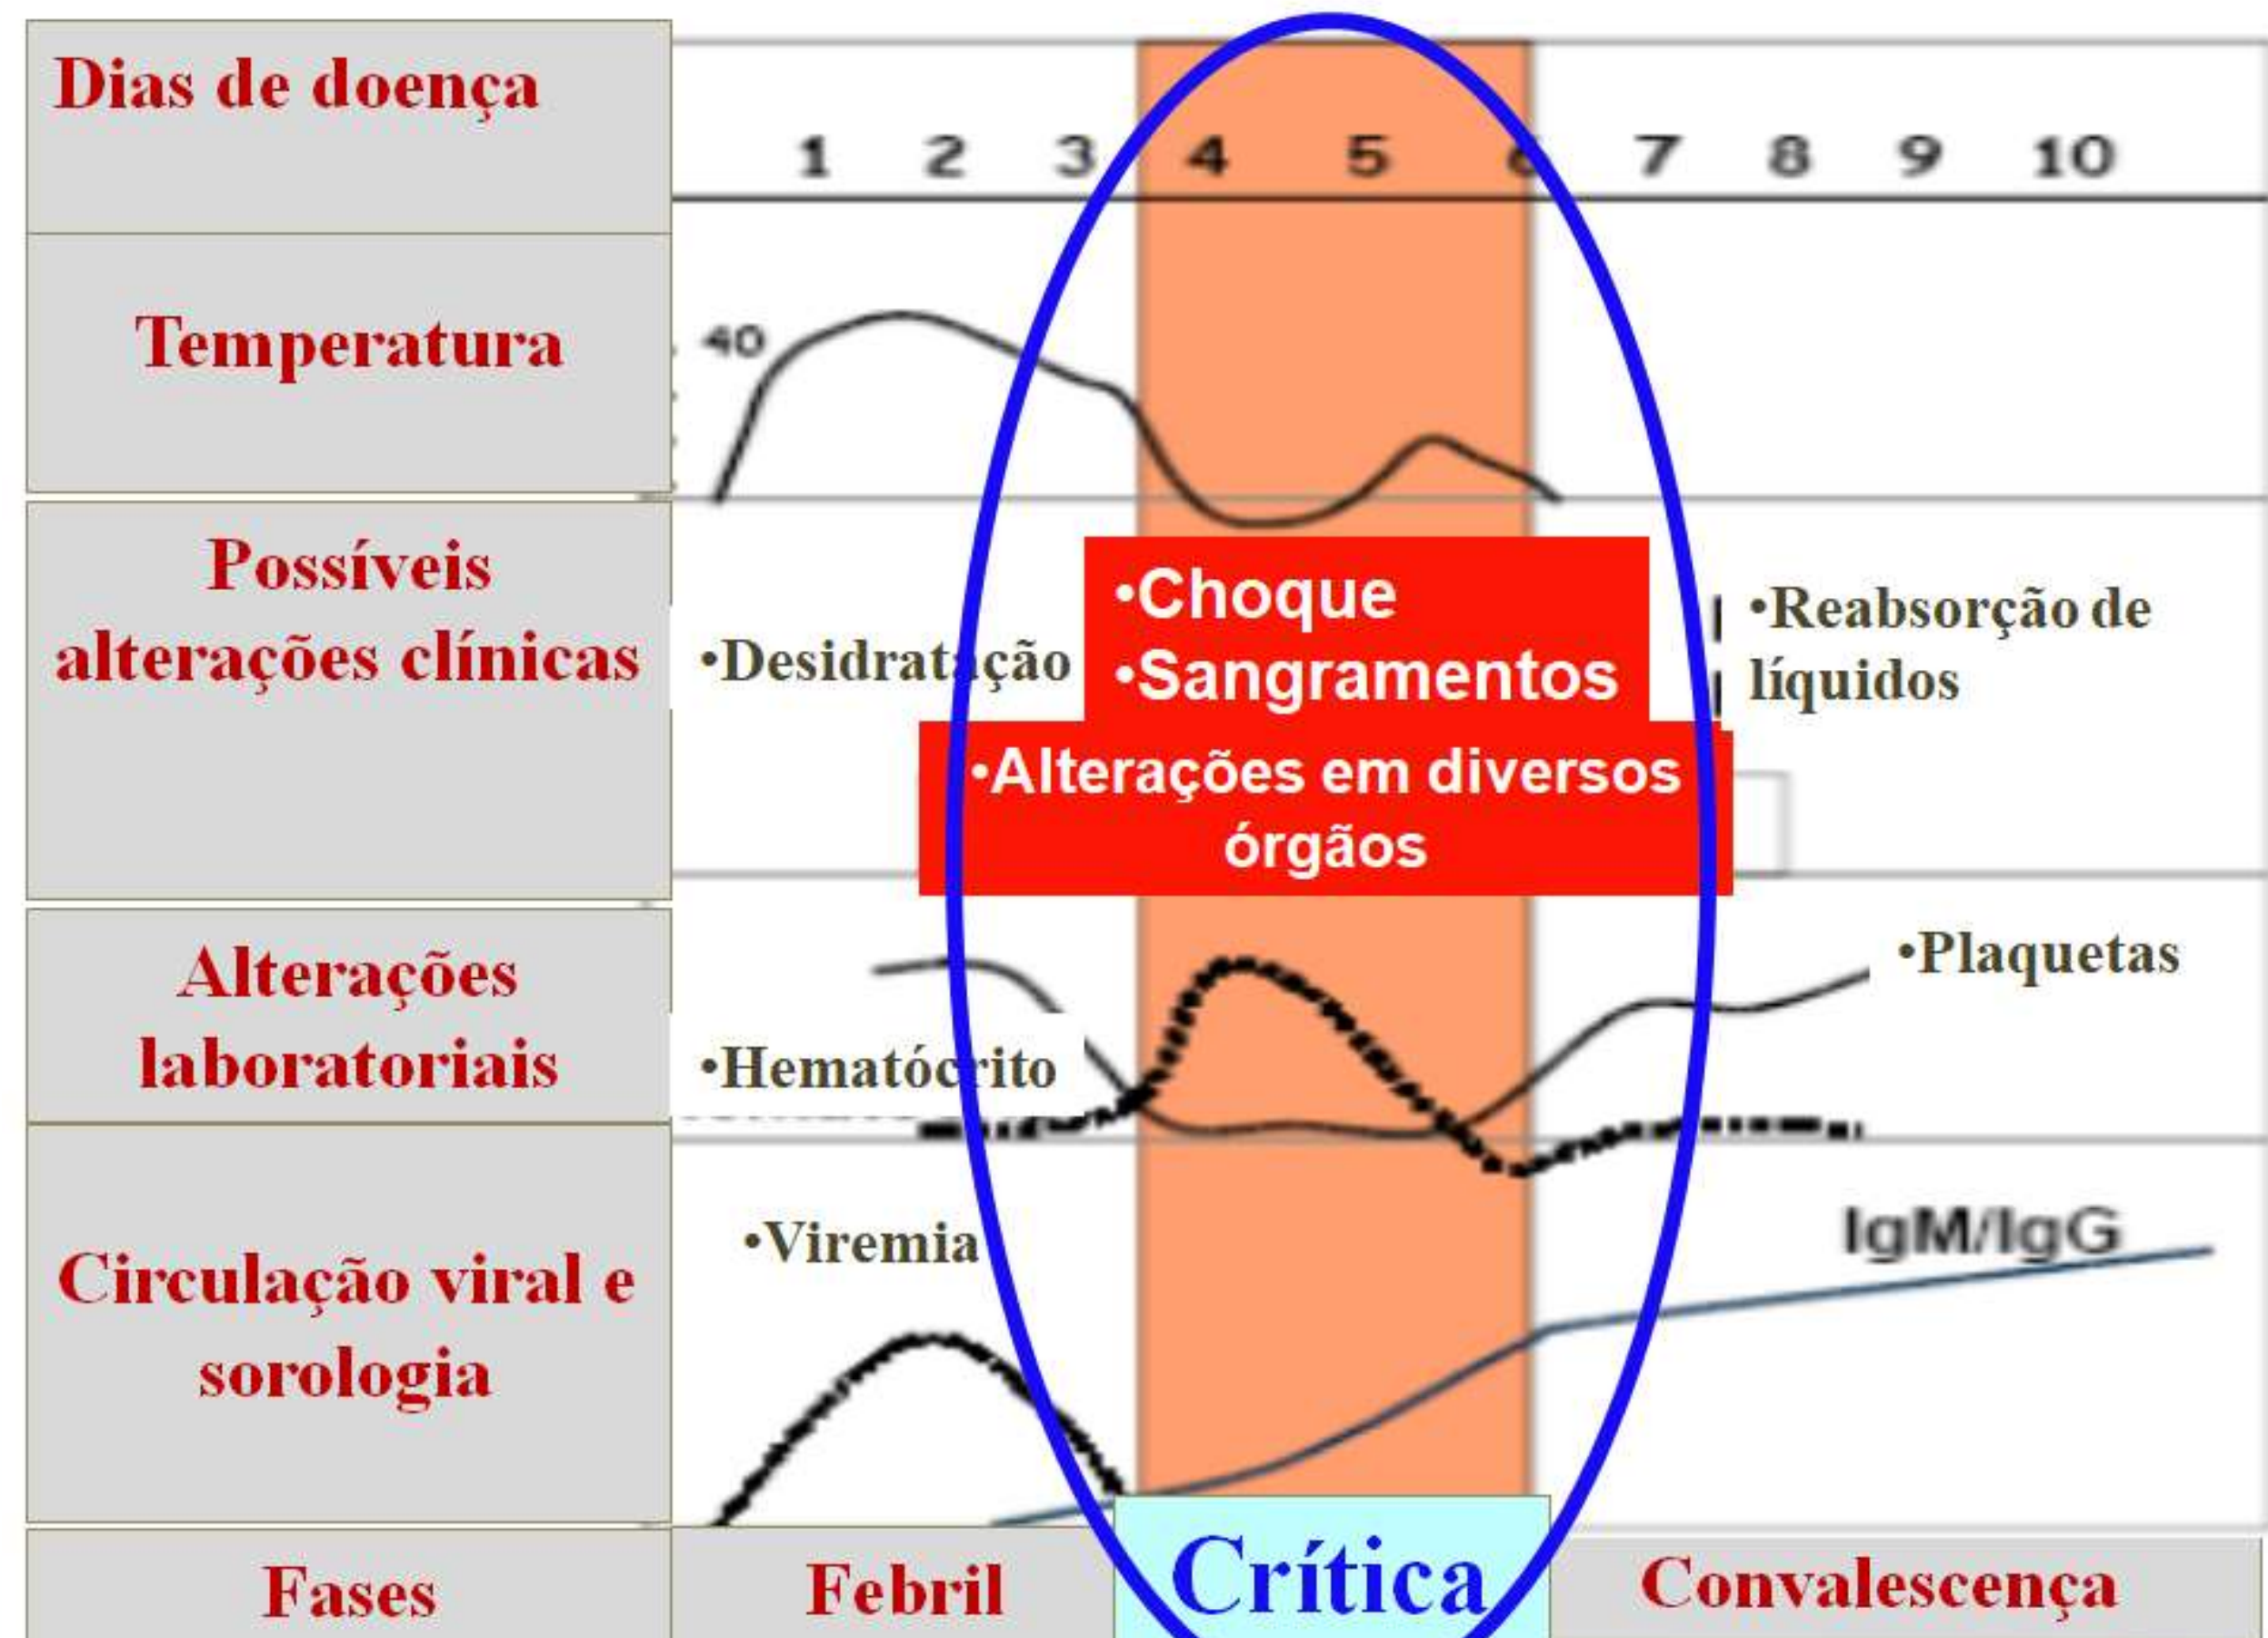 Dias de doença
1 2 3 4 5 6 7 8 9 10
Temperatura
40
Possíveis
alterações clínicas
•Desidratação
•Choque
•Sangramentos
•Alterações em diversos
órgãos
•Reabsorção de
líquidos
Alterações
laboratoriais
•Hematócrito
•Plaquetas
Circulação viral e
sorologia
•Viremia
IgM/IgG
Fases
Febril
Crítica
Convalescença